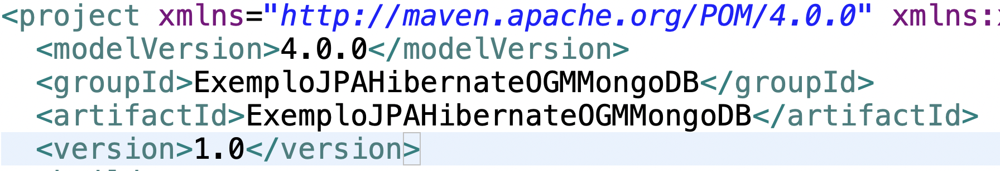 <project xmlns="http://maven.apache.org/POM/4.0.0" xmlns:
<modelVersion>4.0.0</modelVersion>
<groupId>ExemploJPAHibernateOGMMongoDB</groupId>
<artifactId>ExemploJPAHibernateOGMMongoDB</artifactId>
<version>1.0</version>